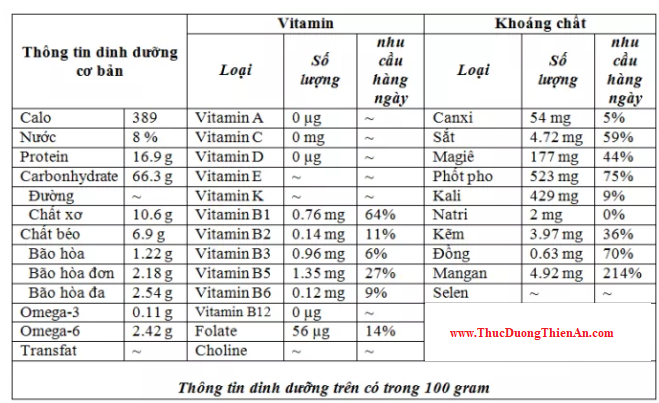 Thông tin dinh dưỡng cơ bản | Vitamin | Khoáng chất
Loại | Số lượng | nhu cầu hàng ngày | Loại | Số lượng | nhu cầu hàng ngày
Calo | 389 | Vitamin A | 0 µg | ~ | Canxi | 54 mg | 5%
Nước | 8 % | Vitamin C | 0 mg | ~ | Sắt | 4.72 mg | 59%
Protein | 16.9 g | Vitamin D | 0 µg | ~ | Magiê | 177 mg | 44%
Carbonhydrate | 66.3 g | Vitamin E | ~ | ~ | Phốt pho | 523 mg | 75%
Đường | ~ | Vitamin K | ~ | ~ | Kali | 429 mg | 9%
Chất xơ | 10.6 g | Vitamin B1 | 0.76 mg | 64% | Natri | 2 mg | 0%
Chất béo | 6.9 g | Vitamin B2 | 0.14 mg | 11% | Kẽm | 3.97 mg | 36%
Bão hòa | 1.22 g | Vitamin B3 | 0.96 mg | 6% | Đồng | 0.63 mg | 70%
Bão hòa đơn | 2.18 g | Vitamin B5 | 1.35 mg | 27% | Mangan | 4.92 mg | 214%
Bão hòa đa | 2.54 g | Vitamin B6 | 0.12 mg | 9% | Selen | ~ | ~
Omega-3 | 0.11 g | Vitamin B12 | 0 µg | ~
Omega-6 | 2.42 g | Folate | 56 µg | 14%
www.ThucDuongThienAn.com
Transfat | ~ | Choline | ~ | ~
Thông tin dinh dưỡng trên có trong 100 gram